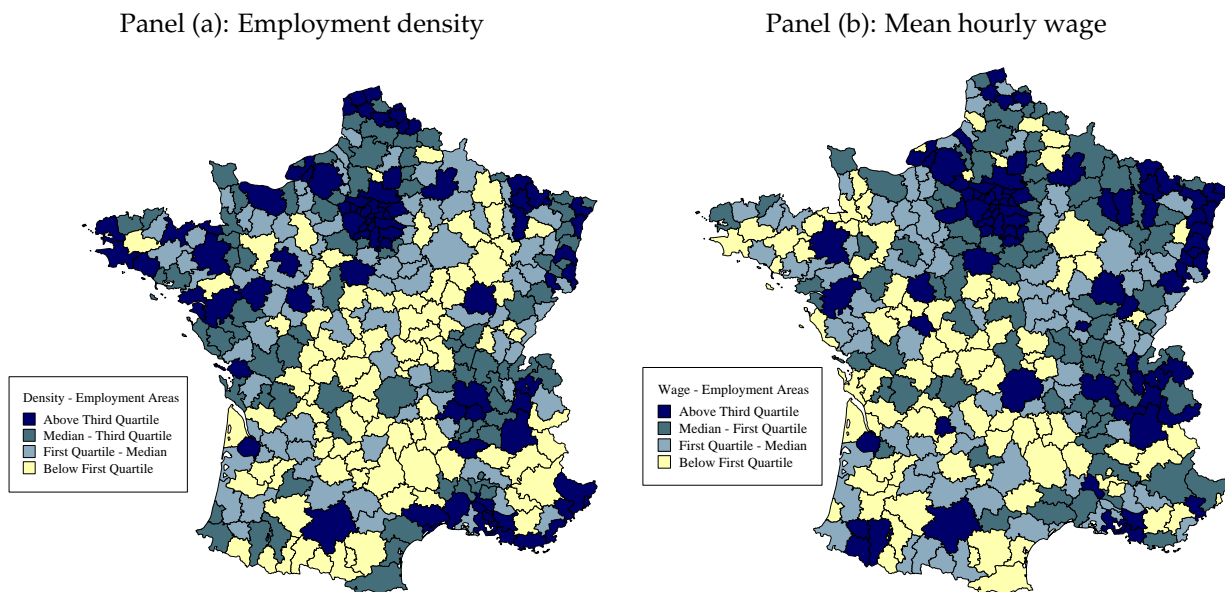 Panel (a): Employment density
Panel (b): Mean hourly wage
Density - Employment Areas
Above Third Quartile
Median - Third Quartile
First Quartile - Median
Below First Quartile
Wage - Employment Areas
Above Third Quartile
Median - First Quartile
First Quartile - Median
Below First Quartile